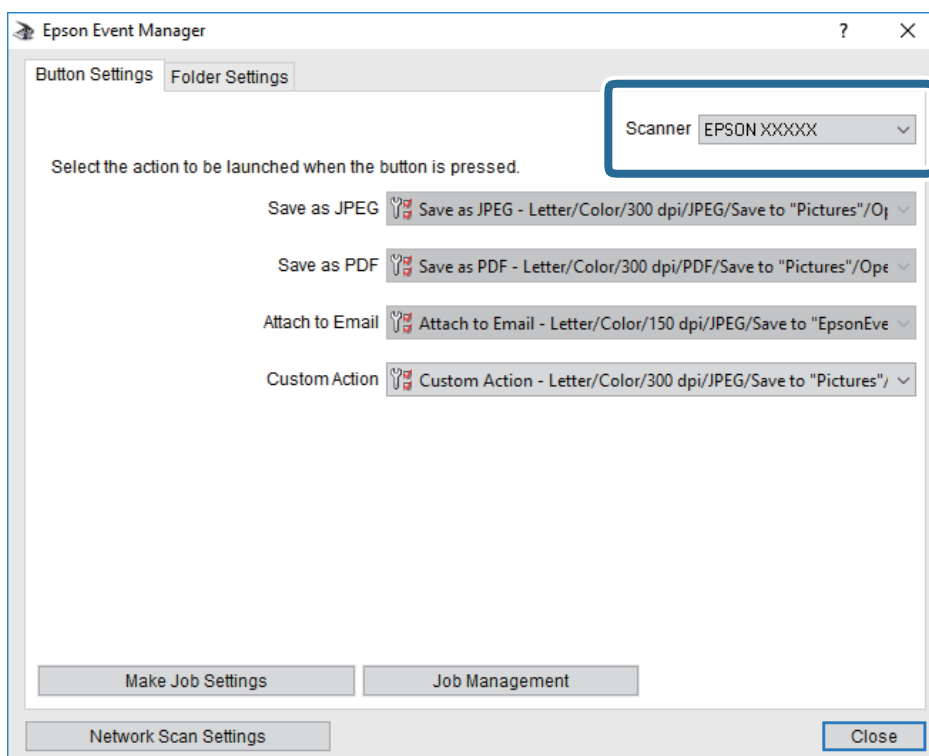 Epson Event Manager
Button Settings
Folder Settings
Scanner EPSON XXXXX
Select the action to be launched when the button is pressed.
Save as JPEG Save as JPEG - Letter/Color/300 dpi/JPEG/Save to "Pictures"/Op
Save as PDF Save as PDF - Letter/Color/300 dpi/PDF/Save to "Pictures"/Ope
Attach to Email Attach to Email - Letter/Color/150 dpi/JPEG/Save to "EpsonEve
Custom Action Custom Action - Letter/Color/300 dpi/JPEG/Save to "Pictures"/
Make Job Settings
Job Management
Network Scan Settings
Close